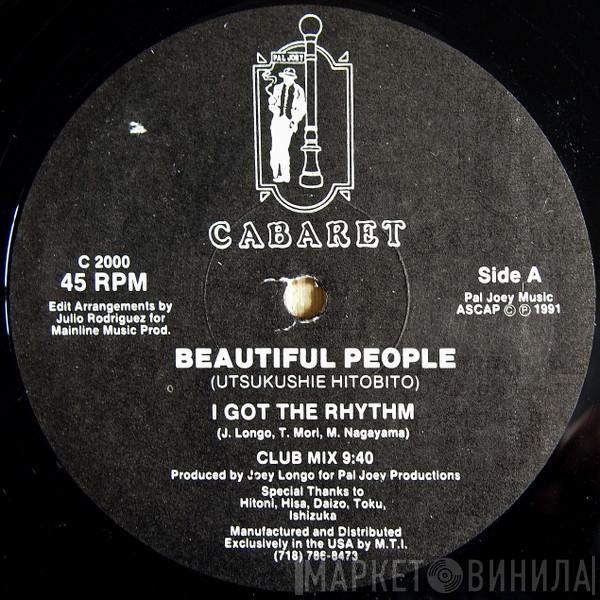 PAL JOEY
CABARET
C 2000
45 RPM
Edit Arrangements by
Julio Rodriguez for
Mainline Music Prod.
Side A
Pal Joey Music
ASCAP © ℗ 1991
BEAUTIFUL PEOPLE
(UTSUKUSHIE HITOBITO)
I GOT THE RHYTHM
(J. Longo, T. Mori, M. Nagayama)
CLUB MIX 9:40
Produced by Joey Longo for Pal Joey Productions
Special Thanks to
Hitoni, Hisa, Daizo, Toku,
Ishizuka
Manufactured and Distributed
Exclusively in the USA by M.T.I.
(718) 786-8473
МАРКЕТ ВИНИЛА